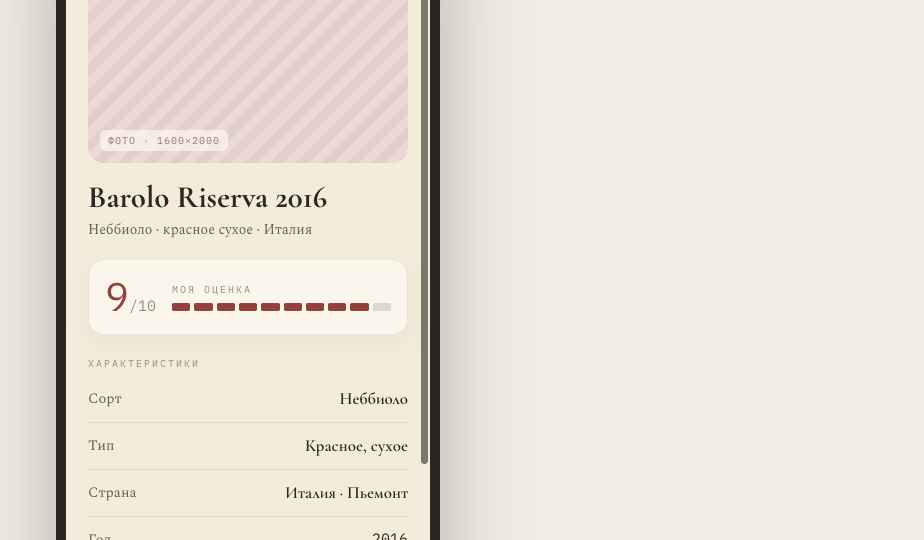 ФОТО · 1600×2000
Barolo Riserva 2016
Неббиоло · красное сухое · Италия
9/10
МОЯ ОЦЕНКА
ХАРАКТЕРИСТИКИ
Сорт Неббиоло
Тип Красное, сухое
Страна Италия · Пьемонт
Год 2016